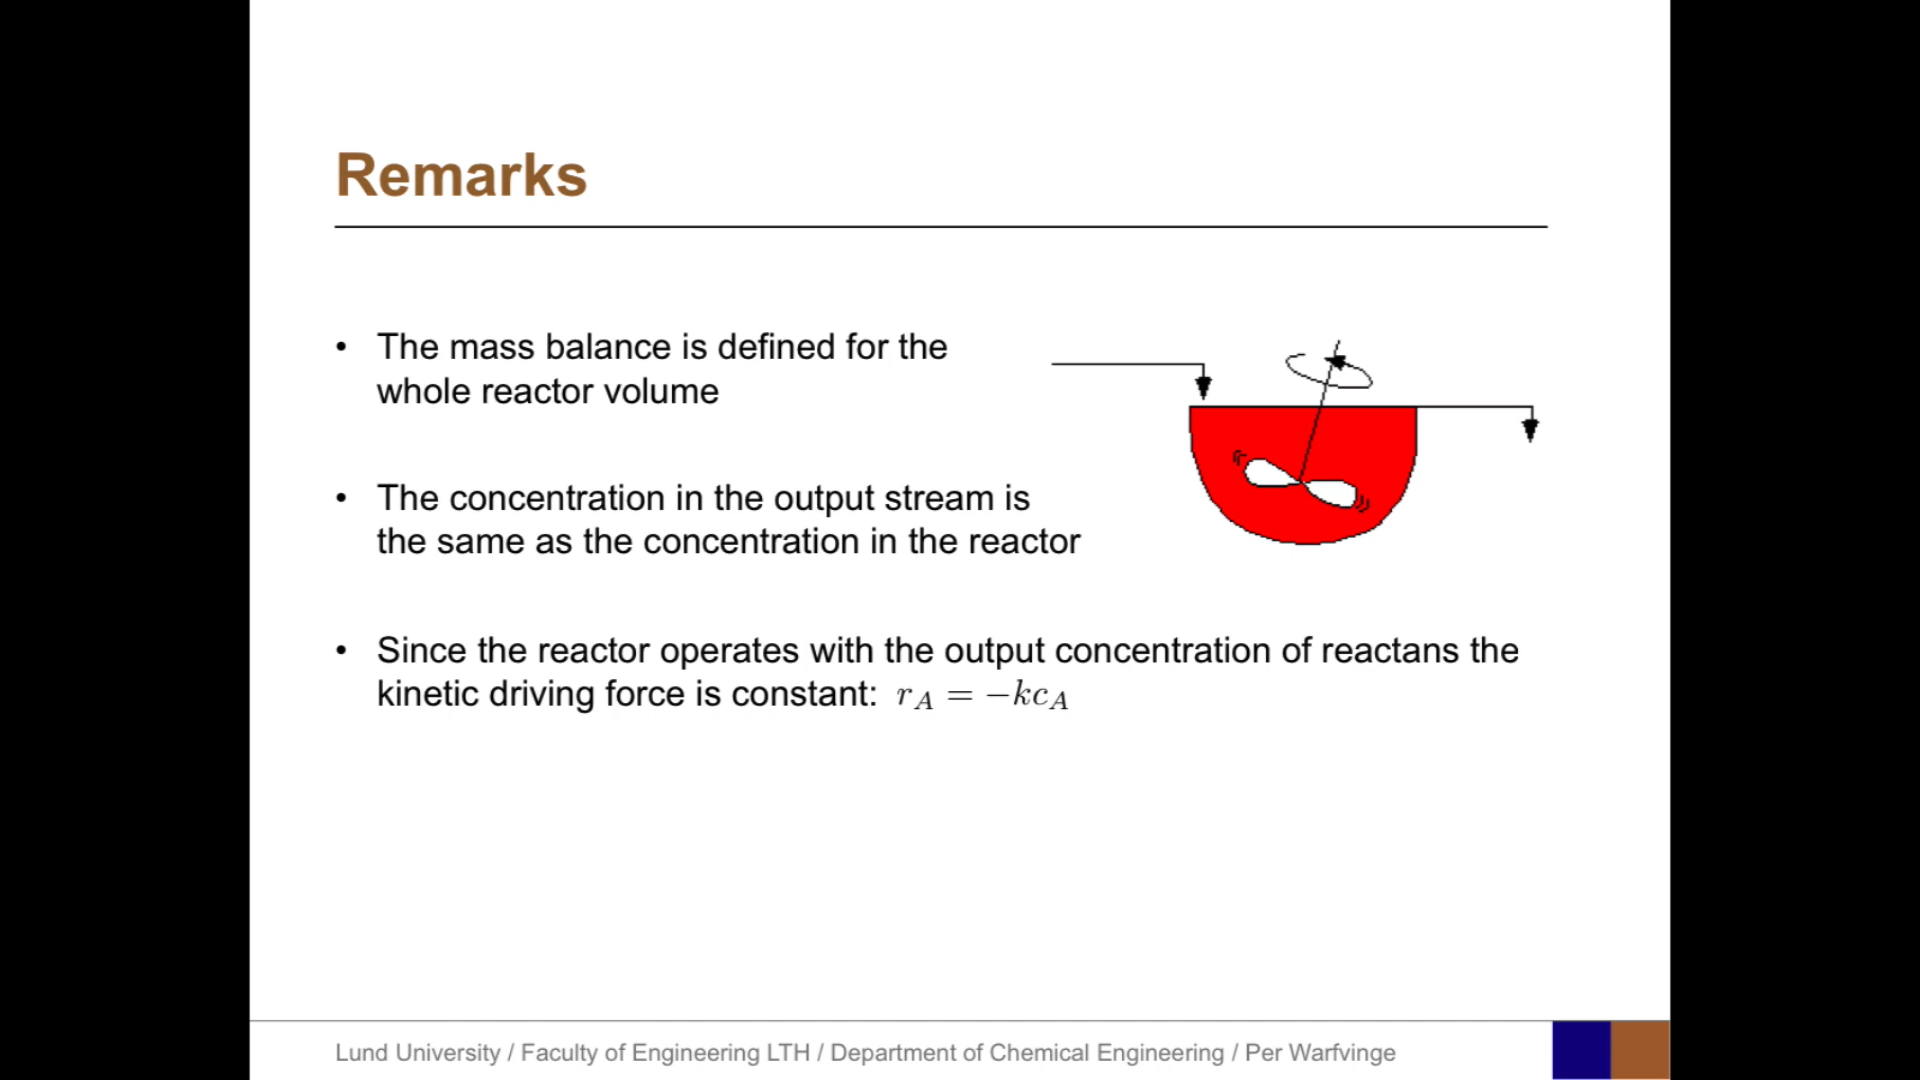 Remarks
• The mass balance is defined for the
whole reactor volume
• The concentration in the output stream is
the same as the concentration in the reactor
• Since the reactor operates with the output concentration of reactans the
kinetic driving force is constant: $r_A = -kc_A$
Lund University / Faculty of Engineering LTH / Department of Chemical Engineering / Per Warfvinge